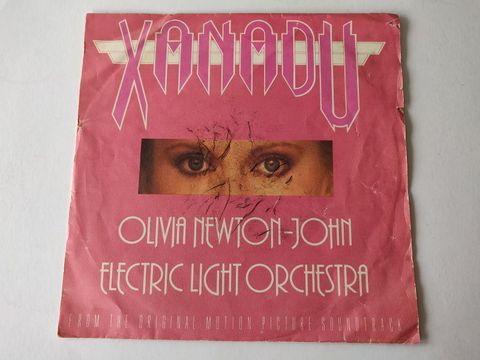 XANADU
OLIVIA NEWTON-JOHN
ELECTRIC LIGHT ORCHESTRA
FROM THE ORIGINAL MOTION PICTURE SOUNDTRACK